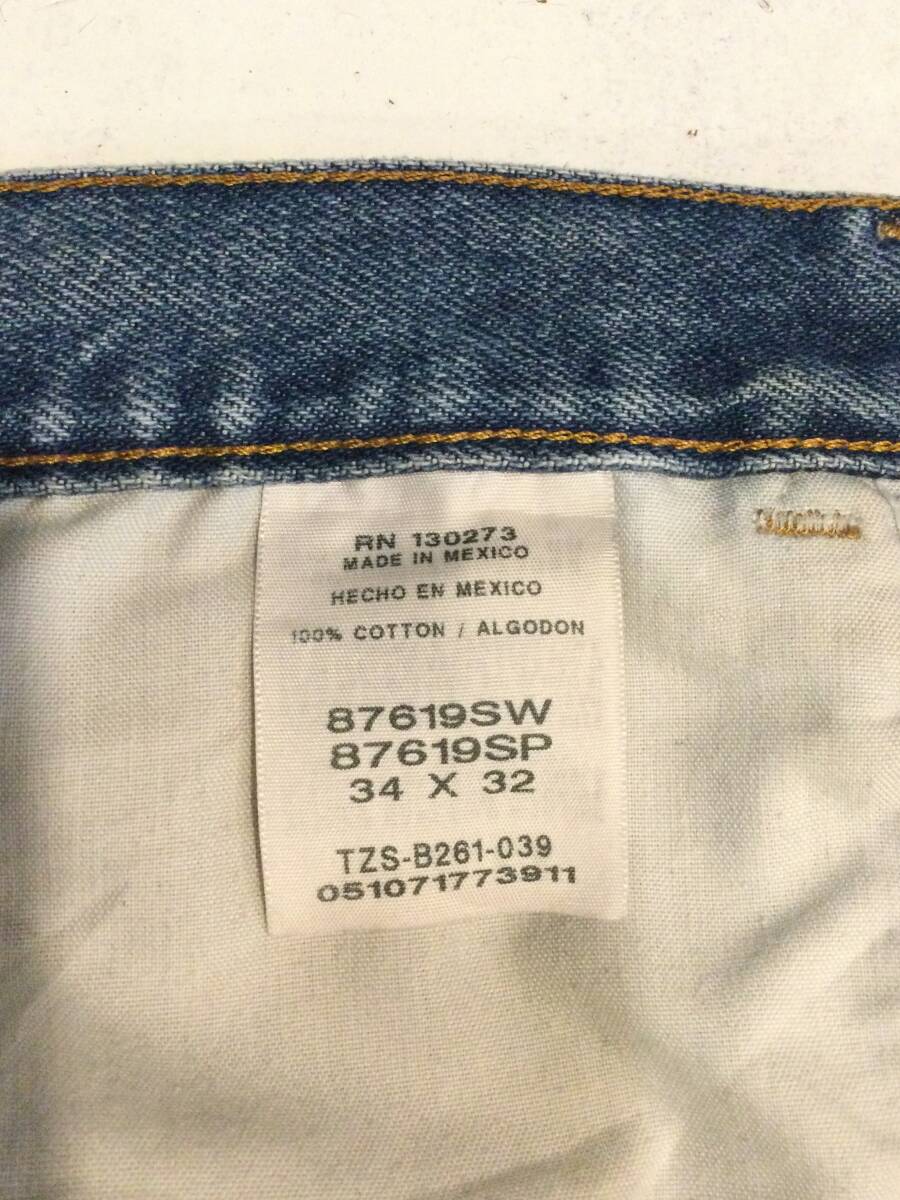 RN 130273
MADE IN MEXICO
HECHO EN MEXICO
100% COTTON / ALGODON
87619SW
87619SP
34 X 32
TZS-B261-039
051071773911